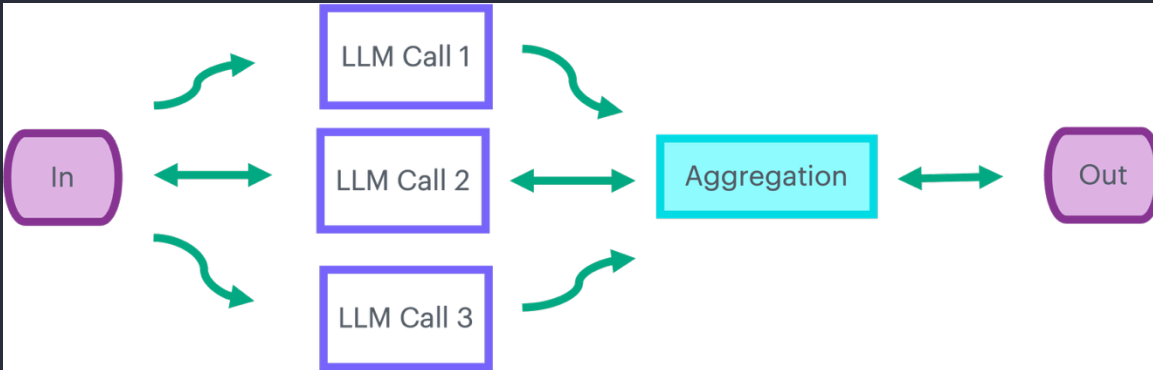 LLM Call 1
In
LLM Call 2
Aggregation
Out
LLM Call 3